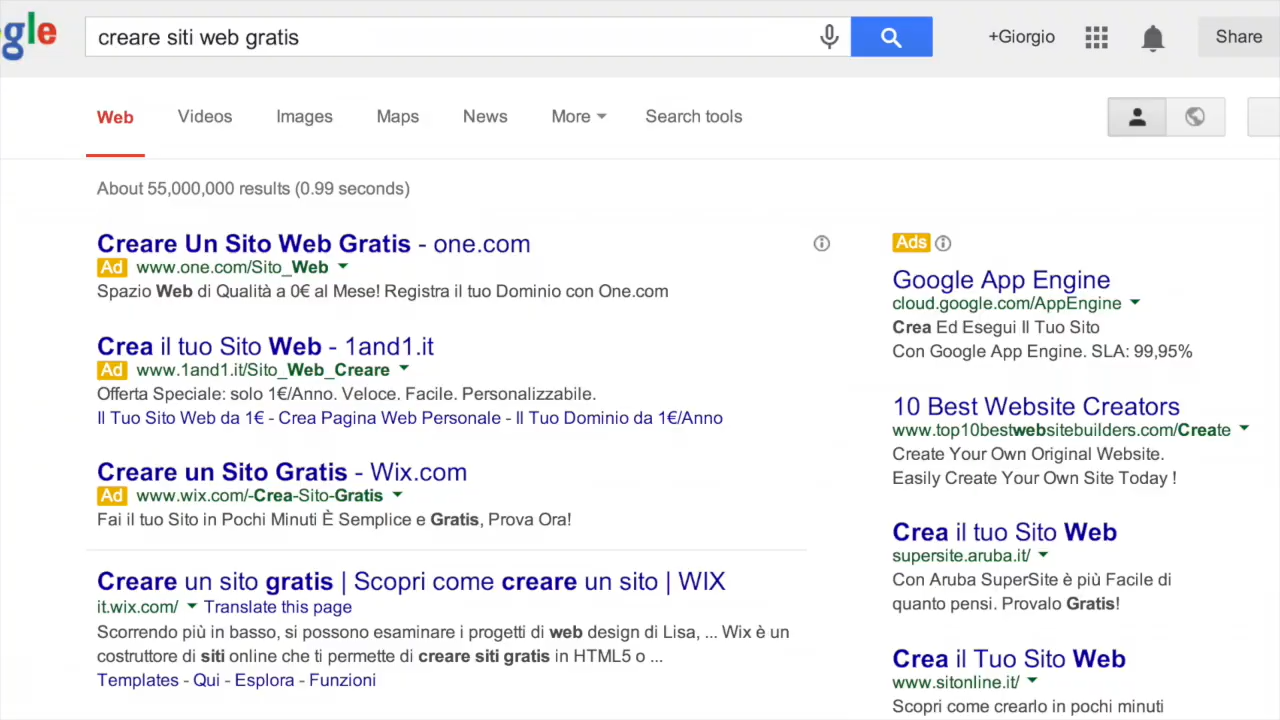 gle
creare siti web gratis
+Giorgio
Share
Web
Videos
Images
Maps
News
More
Search tools
About 55,000,000 results (0.99 seconds)
Creare Un Sito Web Gratis - one.com
Ad www.one.com/Sito_Web
Spazio Web di Qualità a 0€ al Mese! Registra il tuo Dominio con One.com
Crea il tuo Sito Web - 1and1.it
Ad www.1and1.it/Sito_Web_Creare
Offerta Speciale: solo 1€/Anno. Veloce. Facile. Personalizzabile.
Il Tuo Sito Web da 1€ - Crea Pagina Web Personale - Il Tuo Dominio da 1€/Anno
Creare un Sito Gratis - Wix.com
Ad www.wix.com/-Crea-Sito-Gratis
Fai il tuo Sito in Pochi Minuti È Semplice e Gratis, Prova Ora!
Creare un sito gratis | Scopri come creare un sito | WIX
it.wix.com/ Translate this page
Scorrendo più in basso, si possono esaminare i progetti di web design di Lisa, ... Wix è un
costruttore di siti online che ti permette di creare siti gratis in HTML5 o ...
Templates - Qui - Esplora - Funzioni
Ads
Google App Engine
cloud.google.com/AppEngine
Crea Ed Esegui Il Tuo Sito
Con Google App Engine. SLA: 99,95%
10 Best Website Creators
www.top10bestwebsitebuilders.com/Create
Create Your Own Original Website.
Easily Create Your Own Site Today !
Crea il tuo Sito Web
supersite.aruba.it/
Con Aruba SuperSite è più Facile di
quanto pensi. Provalo Gratis!
Crea il Tuo Sito Web
www.sitonline.it/
Scopri come crearlo in pochi minuti